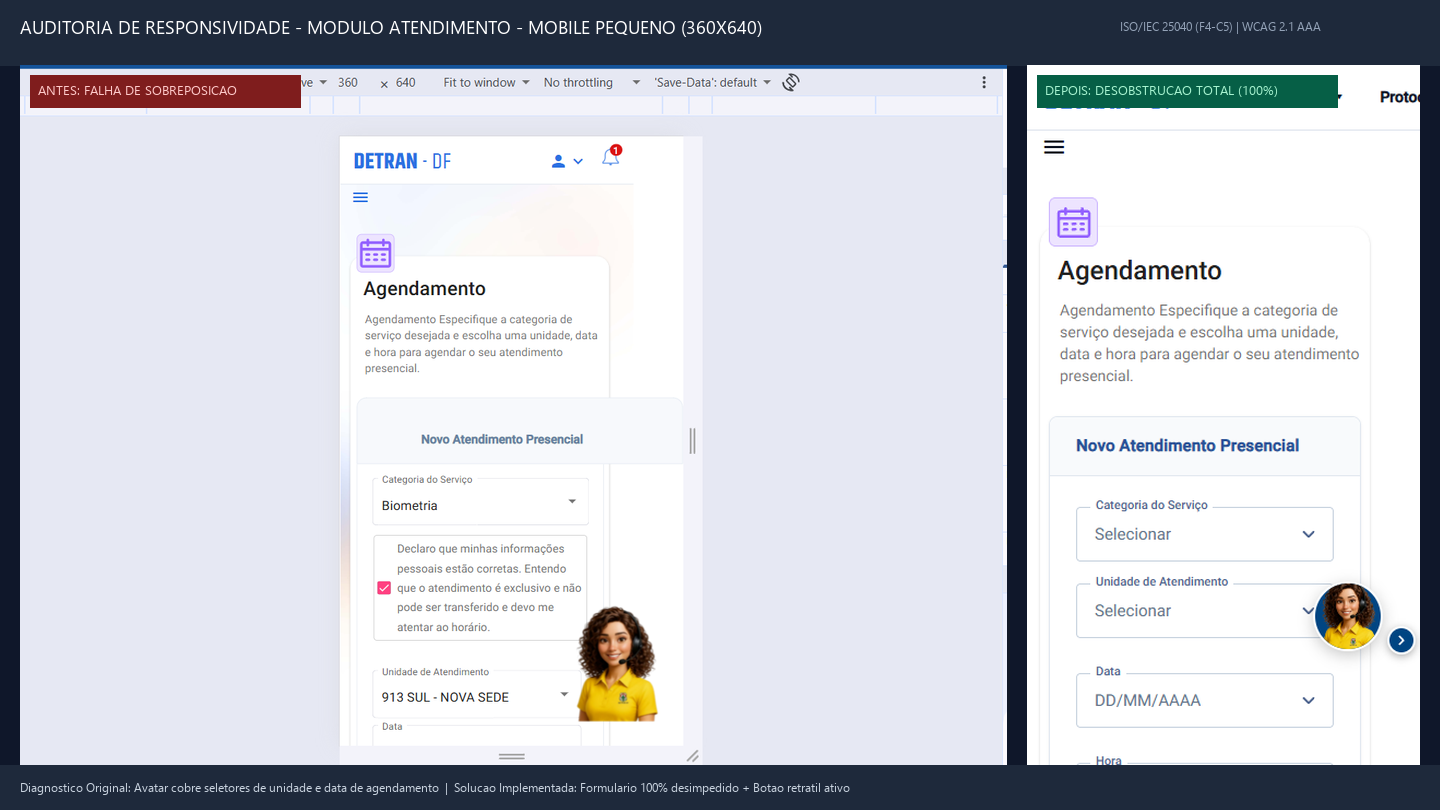 AUDITORIA DE RESPONSIVIDADE - MODULO ATENDIMENTO - MOBILE PEQUENO (360X640)
ISO/IEC 25040 (F4-C5) | WCAG 2.1 AAA
ANTES: FALHA DE SOBREPOSICAO
ve 360 × 640 Fit to window No throttling 'Save-Data': default
DETRAN - DF
1
Agendamento
Agendamento Especifique a categoria de
serviço desejada e escolha uma unidade, data
e hora para agendar o seu atendimento
presencial.
Novo Atendimento Presencial
Categoria do Serviço
Biometria
Declaro que minhas informações
pessoais estão corretas. Entendo
que o atendimento é exclusivo e não
pode ser transferido e devo me
atentar ao horário.
Unidade de Atendimento
913 SUL - NOVA SEDE
Data
DEPOIS: DESOBSTRUCAO TOTAL (100%)
Protoc
Agendamento
Agendamento Especifique a categoria de
serviço desejada e escolha uma unidade,
data e hora para agendar o seu atendimento
presencial.
Novo Atendimento Presencial
Categoria do Serviço
Selecionar
Unidade de Atendimento
Selecionar
Data
DD/MM/AAAA
Hora
Diagnostico Original: Avatar cobre seletores de unidade e data de agendamento | Solucao Implementada: Formulario 100% desimpedido + Botao retratil ativo